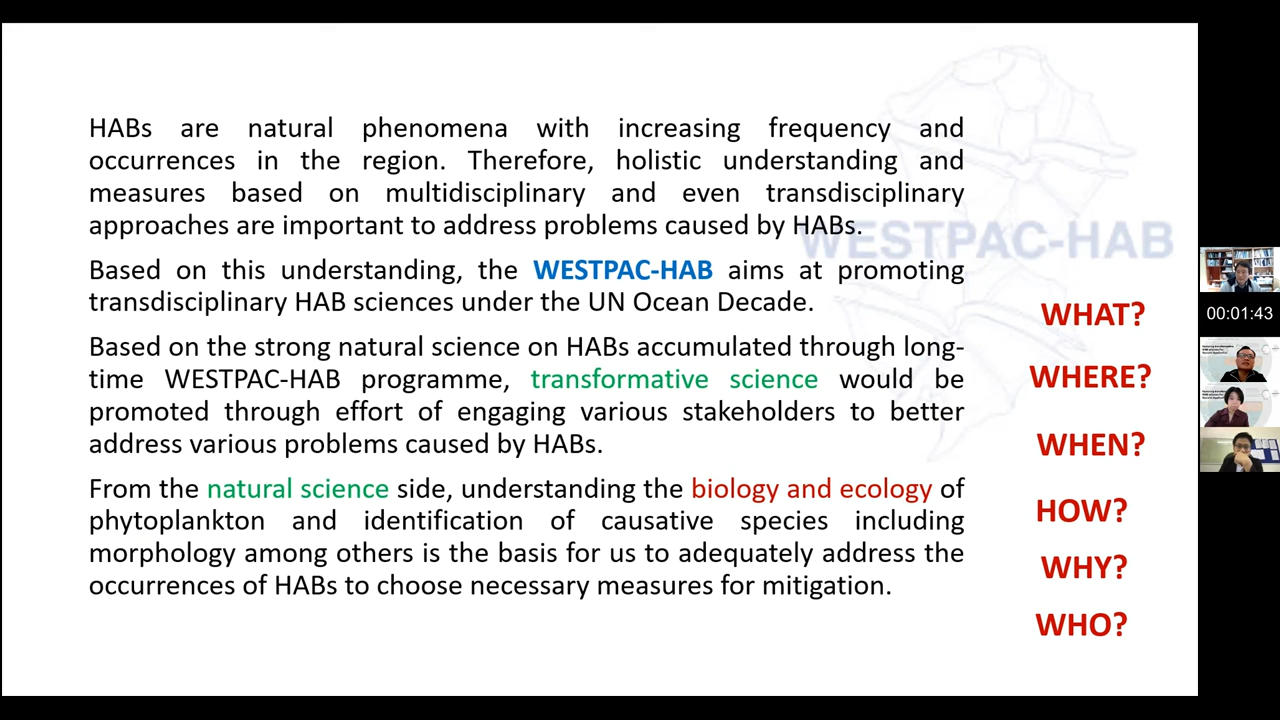 HABs are natural phenomena with increasing frequency and
occurrences in the region. Therefore, holistic understanding and
measures based on multidisciplinary and even transdisciplinary
approaches are important to address problems caused by HABs.
WESTPAC-HAB
Based on this understanding, the WESTPAC-HAB aims at promoting
transdisciplinary HAB sciences under the UN Ocean Decade.
Based on the strong natural science on HABs accumulated through long-
time WESTPAC-HAB programme, transformative science would be
promoted through effort of engaging various stakeholders to better
address various problems caused by HABs.
From the natural science side, understanding the biology and ecology of
phytoplankton and identification of causative species including
morphology among others is the basis for us to adequately address the
occurrences of HABs to choose necessary measures for mitigation.
WHAT?
WHERE?
WHEN?
HOW?
WHY?
WHO?
00:01:43